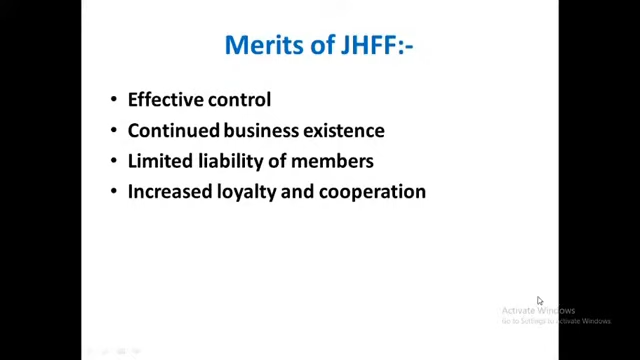 Merits of JHFF:-
• Effective control
• Continued business existence
• Limited liability of members
• Increased loyalty and cooperation
Activate Windows
Go to Settings to activate Windows.